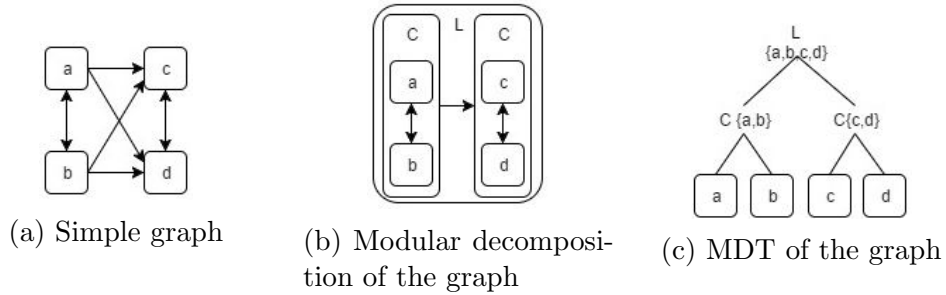 a
c
b
d
(a) Simple graph
L
C
C
a
c
b
d
(b) Modular decomposi-
tion of the graph
L
{a,b,c,d}
C {a,b}
C{c,d}
a
b
c
d
(c) MDT of the graph